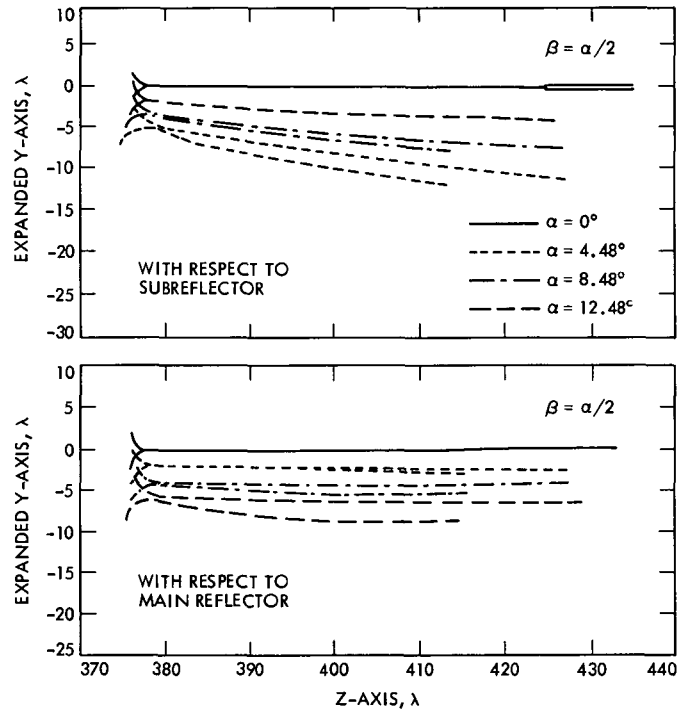 10
5
0
-5
-10
-15
-20
-25
-30
EXPANDED Y-AXIS, λ
β = α/2
α = 0°
α = 4.48°
α = 8.48°
α = 12.48c
WITH RESPECT TO
SUBREFLECTOR
10
5
0
-5
-10
-15
-20
-25
EXPANDED Y-AXIS, λ
β = α/2
WITH RESPECT TO
MAIN REFLECTOR
370 380 390 400 410 420 430 440
Z-AXIS, λ